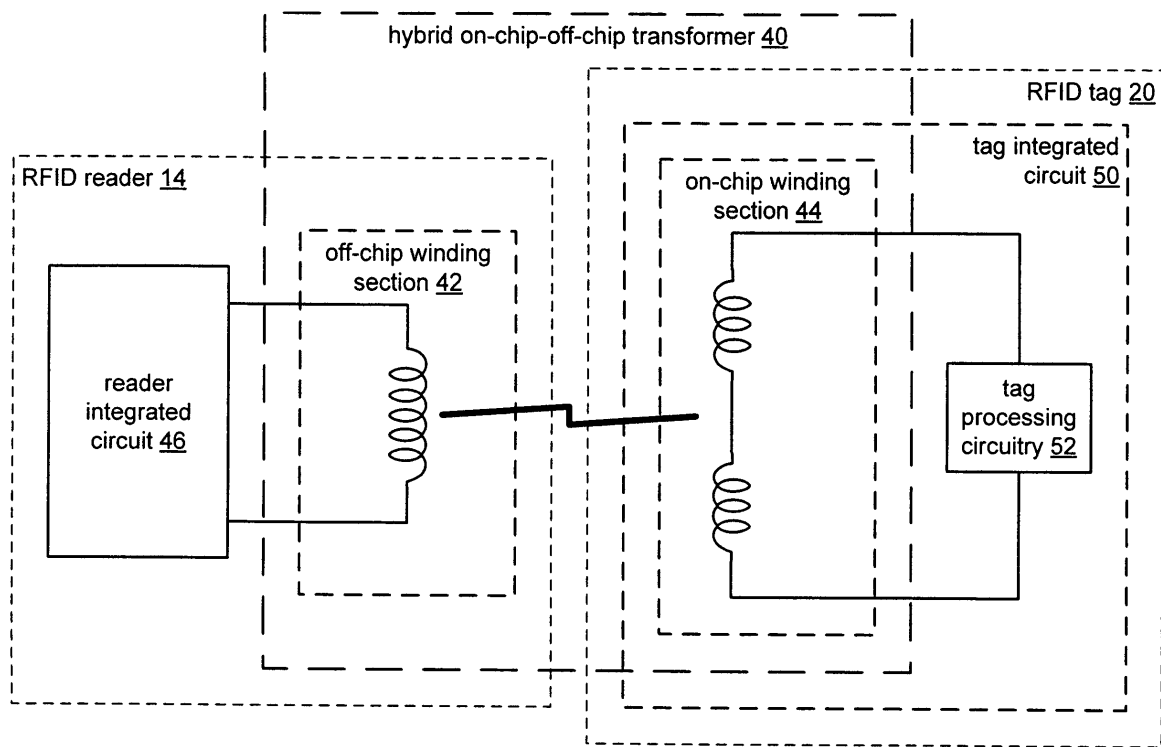 hybrid on-chip-off-chip transformer 40
RFID tag 20
tag integrated
circuit 50
RFID reader 14
on-chip winding
section 44
off-chip winding
section 42
reader
integrated
circuit 46
tag
processing
circuitry 52